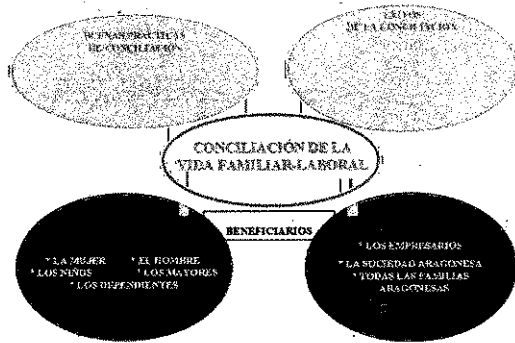 BUENAS PRÁCTICAS
DE CONCILIACIÓN
DE LA CONCILIACIÓN
CONCILIACIÓN DE LA
VIDA FAMILIAR-LABORAL
BENEFICIARIOS
* LA MUJER * EL HOMBRE
* LOS NIÑOS * LOS MAYORES
* LOS DEPENDIENTES
* LOS EMPRESARIOS
* LA SOCIEDAD ARAGONESA
* TODAS LAS FAMILIAS
ARAGONESAS